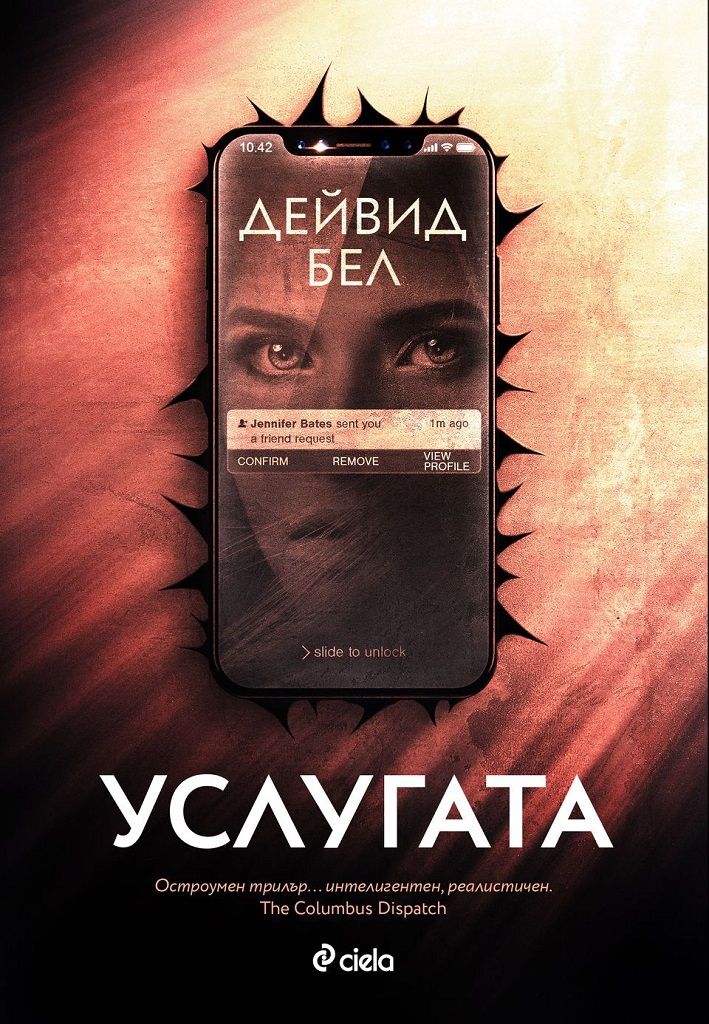 10.42
ДЕЙВИД
БЕЛ
Jennifer Bates sent you
a friend request
1m ago
CONFIRM
REMOVE
VIEW
PROFILE
slide to unlock
УСЛУГАТА
Остроумен трилър... интелигентен, реалистичен.
The Columbus Dispatch
ciela